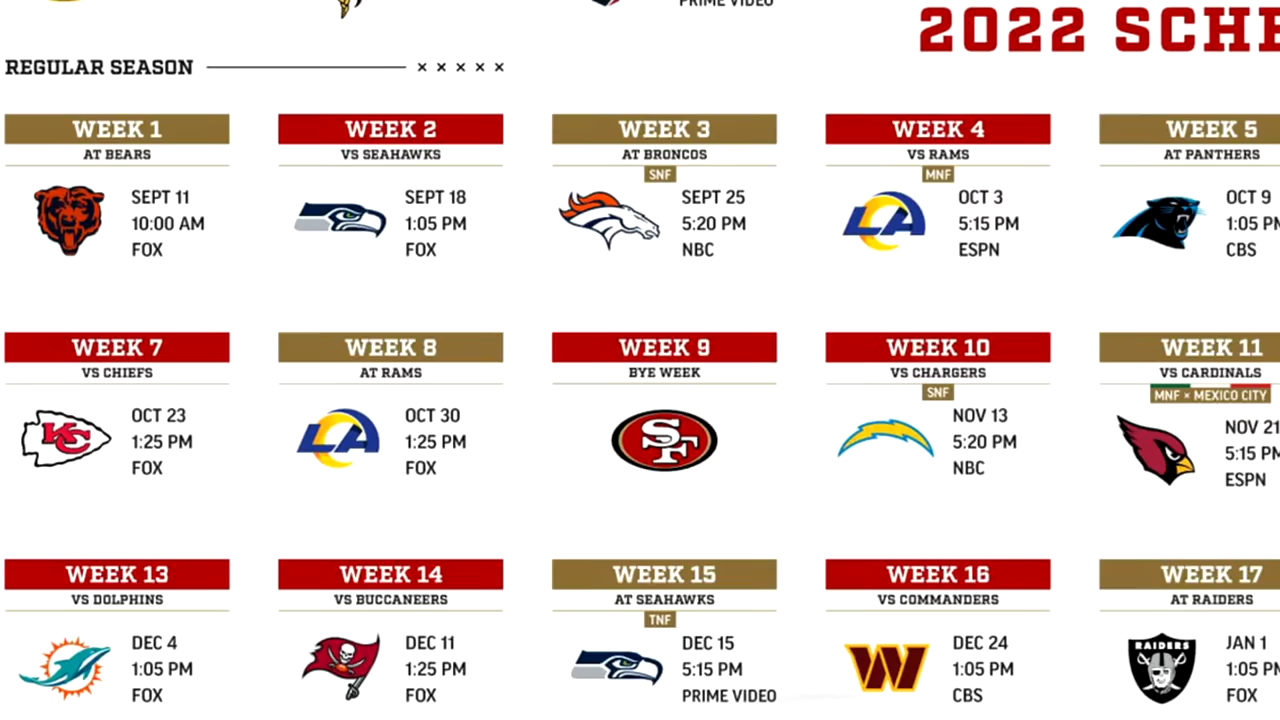 PRIME VIDEO
2022 SCHE
REGULAR SEASON × × × × ×
WEEK 1
AT BEARS
SEPT 11
10:00 AM
FOX
WEEK 2
VS SEAHAWKS
SEPT 18
1:05 PM
FOX
WEEK 3
AT BRONCOS
SNF
SEPT 25
5:20 PM
NBC
WEEK 4
VS RAMS
MNF
LA
OCT 3
5:15 PM
ESPN
WEEK 5
AT PANTHERS
OCT 9
1:05 PM
CBS
WEEK 7
VS CHIEFS
KC
OCT 23
1:25 PM
FOX
WEEK 8
AT RAMS
LA
OCT 30
1:25 PM
FOX
WEEK 9
BYE WEEK
SF
WEEK 10
VS CHARGERS
SNF
NOV 13
5:20 PM
NBC
WEEK 11
VS CARDINALS
MNF × MEXICO CITY
NOV 21
5:15 PM
ESPN
WEEK 13
VS DOLPHINS
DEC 4
1:05 PM
FOX
WEEK 14
VS BUCCANEERS
DEC 11
1:25 PM
FOX
WEEK 15
AT SEAHAWKS
TNF
DEC 15
5:15 PM
PRIME VIDEO
WEEK 16
VS COMMANDERS
W
DEC 24
1:05 PM
CBS
WEEK 17
AT RAIDERS
RAIDERS
JAN 1
1:05 PM
FOX